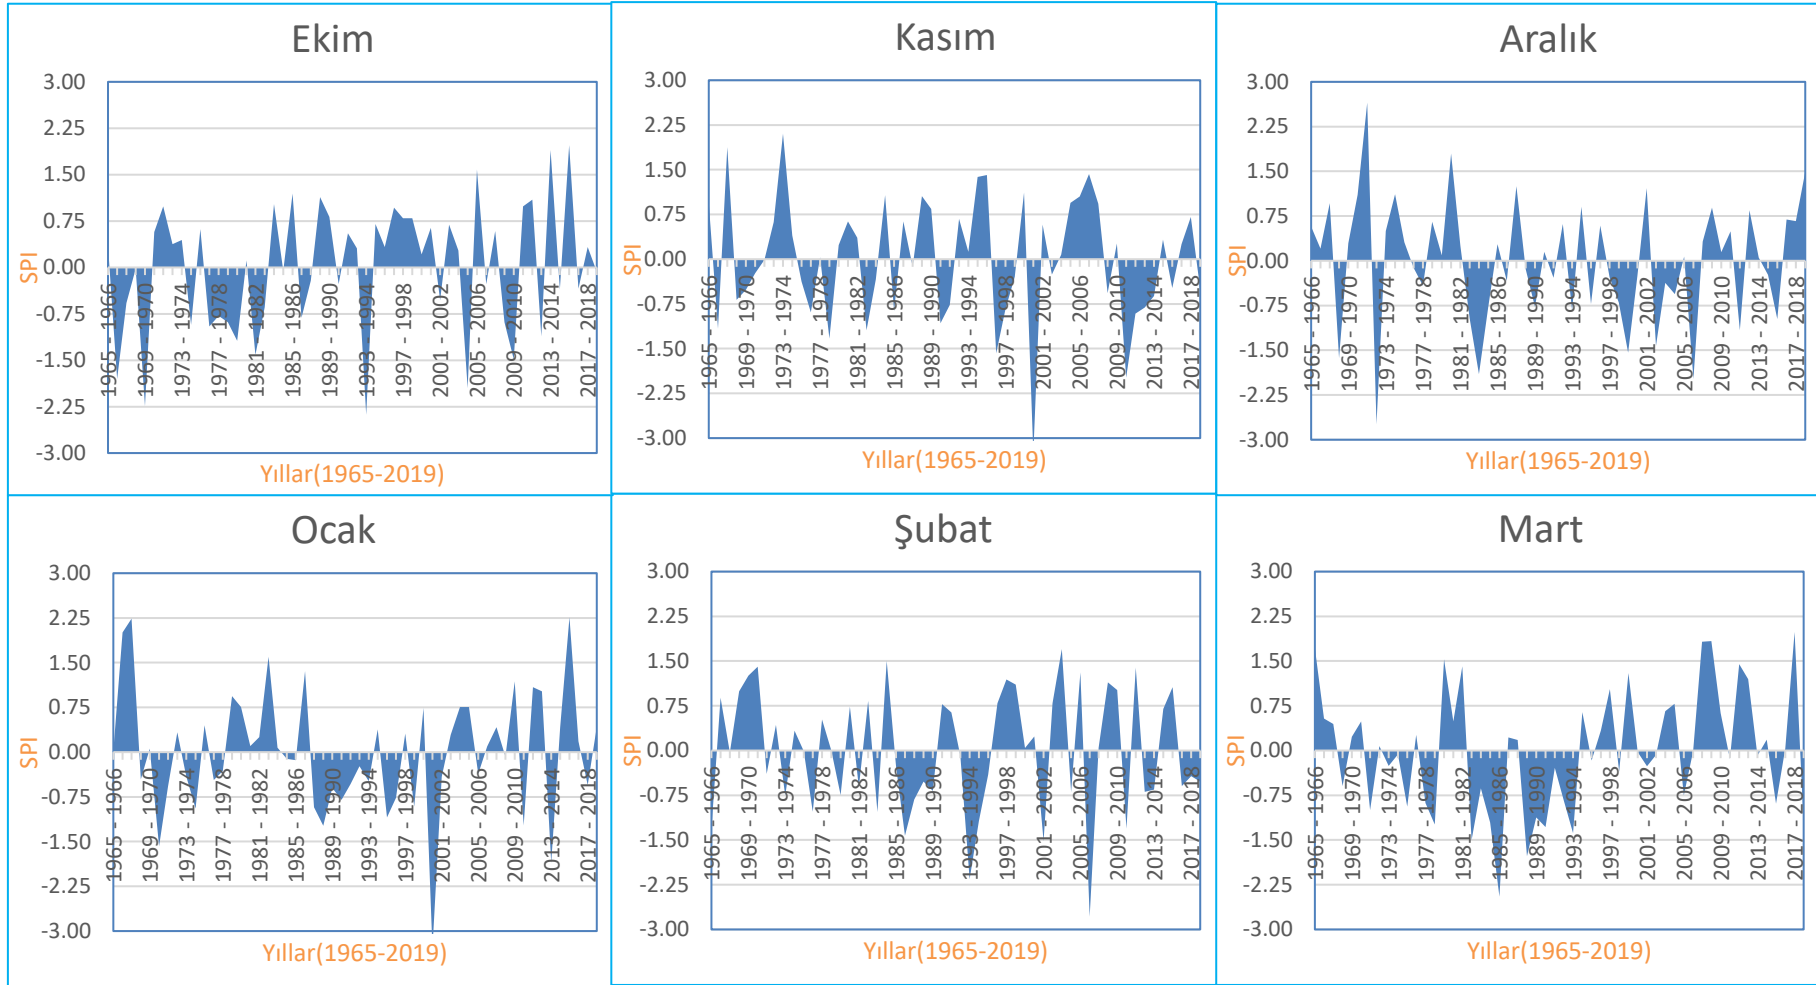 Ekim
3.00
2.25
1.50
0.75
0.00
-0.75
-1.50
-2.25
-3.00
SPI
1965 - 1966
1969 - 1970
1973 - 1974
1977 - 1978
1981 - 1982
1985 - 1986
1989 - 1990
1993 - 1994
1997 - 1998
2001 - 2002
2005 - 2006
2009 - 2010
2013 - 2014
2017 - 2018
Yıllar(1965-2019)
Kasım
3.00
2.25
1.50
0.75
0.00
-0.75
-1.50
-2.25
-3.00
SPI
1965 - 1966
1969 - 1970
1973 - 1974
1977 - 1978
1981 - 1982
1985 - 1986
1989 - 1990
1993 - 1994
1997 - 1998
2001 - 2002
2005 - 2006
2009 - 2010
2013 - 2014
2017 - 2018
Yıllar(1965-2019)
Aralık
3.00
2.25
1.50
0.75
0.00
-0.75
-1.50
-2.25
-3.00
SPI
1965 - 1966
1969 - 1970
1973 - 1974
1977 - 1978
1981 - 1982
1985 - 1986
1989 - 1990
1993 - 1994
1997 - 1998
2001 - 2002
2005 - 2006
2009 - 2010
2013 - 2014
2017 - 2018
Yıllar(1965-2019)
Ocak
3.00
2.25
1.50
0.75
0.00
-0.75
-1.50
-2.25
-3.00
SPI
1965 - 1966
1969 - 1970
1973 - 1974
1977 - 1978
1981 - 1982
1985 - 1986
1989 - 1990
1993 - 1994
1997 - 1998
2001 - 2002
2005 - 2006
2009 - 2010
2013 - 2014
2017 - 2018
Yıllar(1965-2019)
Şubat
3.00
2.25
1.50
0.75
0.00
-0.75
-1.50
-2.25
-3.00
SPI
1965 - 1966
1969 - 1970
1973 - 1974
1977 - 1978
1981 - 1982
1985 - 1986
1989 - 1990
1993 - 1994
1997 - 1998
2001 - 2002
2005 - 2006
2009 - 2010
2013 - 2014
2017 - 2018
Yıllar(1965-2019)
Mart
3.00
2.25
1.50
0.75
0.00
-0.75
-1.50
-2.25
-3.00
SPI
1965 - 1966
1969 - 1970
1973 - 1974
1977 - 1978
1981 - 1982
1985 - 1986
1989 - 1990
1993 - 1994
1997 - 1998
2001 - 2002
2005 - 2006
2009 - 2010
2013 - 2014
2017 - 2018
Yıllar(1965-2019)